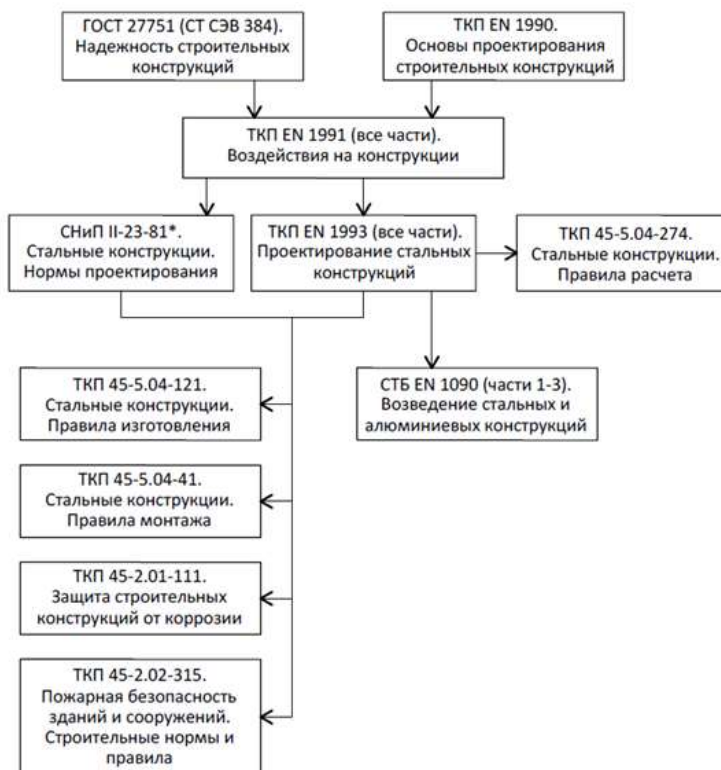 ГОСТ 27751 (СТ СЭВ 384).
Надежность строительных
конструкций
ТКП EN 1990.
Основы проектирования
строительных конструкций
ТКП EN 1991 (все части).
Воздействия на конструкции
СНиП II-23-81*.
Стальные конструкции.
Нормы проектирования
ТКП EN 1993 (все части).
Проектирование стальных
конструкций
ТКП 45-5.04-274.
Стальные конструкции.
Правила расчета
ТКП 45-5.04-121.
Стальные конструкции.
Правила изготовления
СТБ EN 1090 (части 1-3).
Возведение стальных и
алюминиевых конструкций
ТКП 45-5.04-41.
Стальные конструкции.
Правила монтажа
ТКП 45-2.01-111.
Защита строительных
конструкций от коррозии
ТКП 45-2.02-315.
Пожарная безопасность
зданий и сооружений.
Строительные нормы и
правила